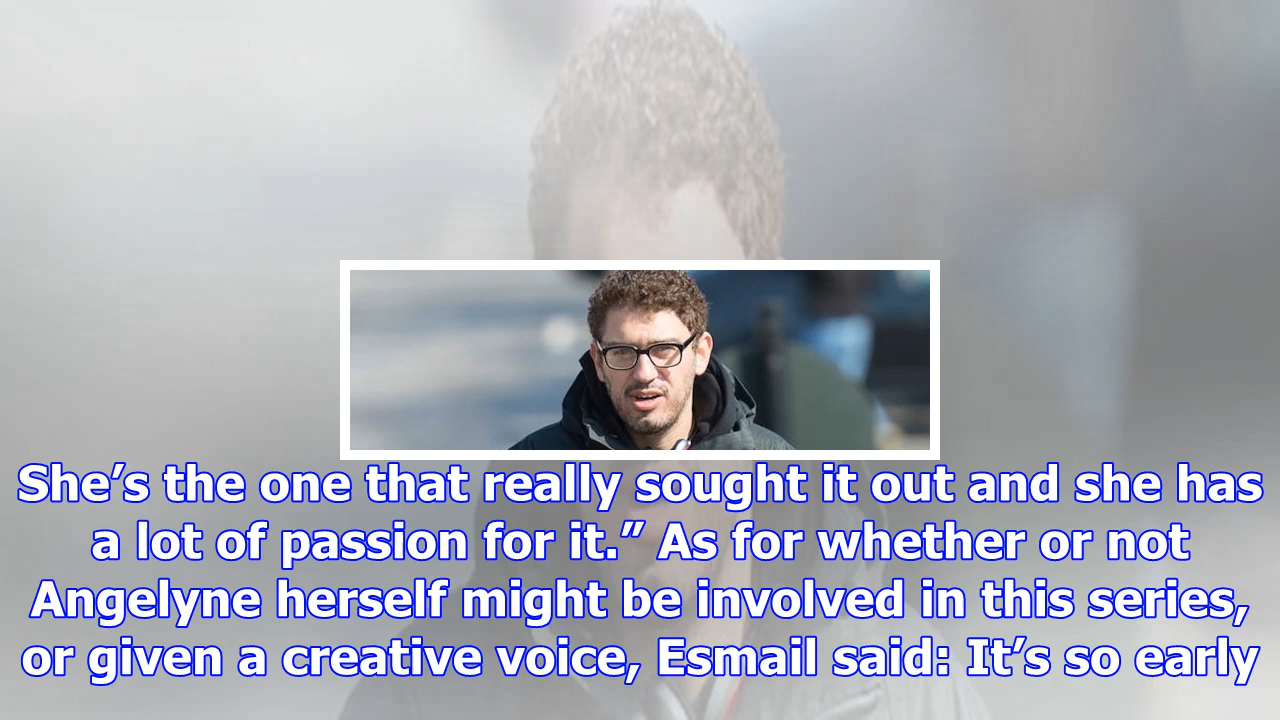 She’s the one that really sought it out and she has
a lot of passion for it.” As for whether or not
Angelyne herself might be involved in this series,
or given a creative voice, Esmail said: It’s so early